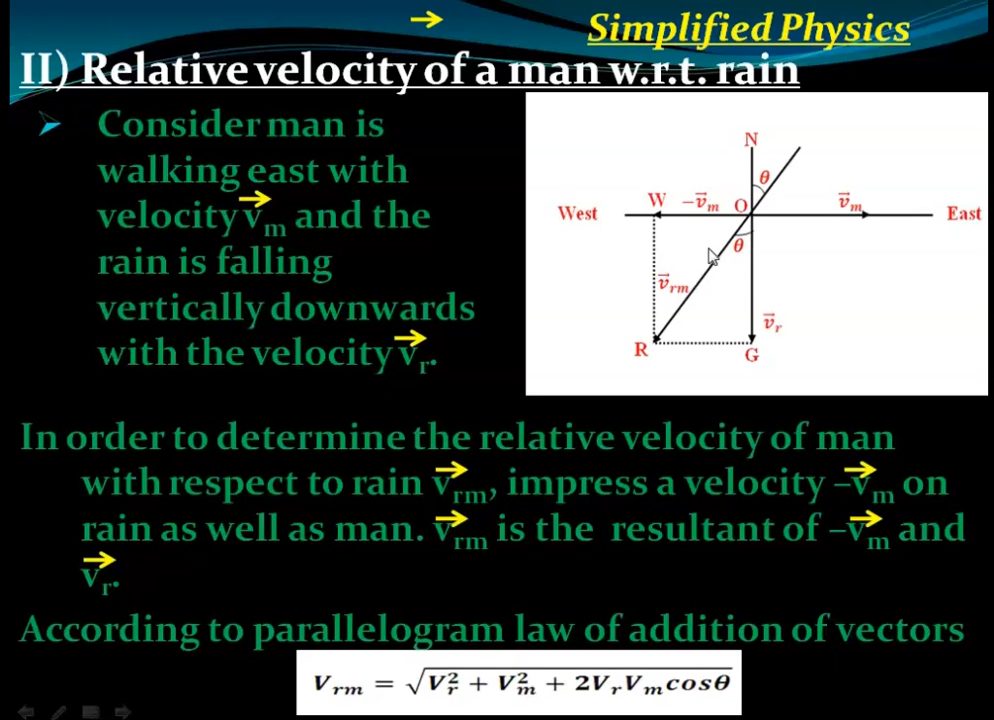 Simplified Physics
II) Relative velocity of a man w.r.t. rain
Consider man is
walking east with
velocity v⃗m and the
rain is falling
vertically downwards
with the velocity v⃗r.
N
θ
W −v⃗m O v⃗m
West East
θ
v⃗rm
v⃗r
R G
In order to determine the relative velocity of man
with respect to rain v⃗rm, impress a velocity –v⃗m on
rain as well as man. v⃗rm is the resultant of –v⃗m and
v⃗r.
According to parallelogram law of addition of vectors
Vrm = √(Vr² + Vm² + 2VrVmcosθ)